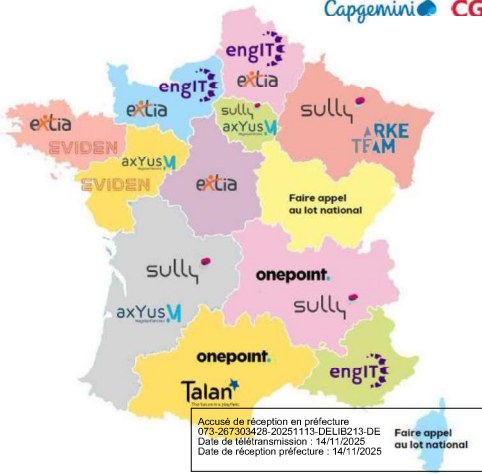 Capgemini CG
engIT
extia
engIT
extia
sully
axYus
sully
ARKE
TEAM
extia
EVIDEN
axYus
EVIDEN
extia
Faire appel
au lot national
sully
axYus
onepoint.
sully
onepoint.
Talan
engIT
Accusé de réception en préfecture
073-267303428-20251113-DELIB213-DE
Date de télétransmission : 14/11/2025
Date de réception préfecture : 14/11/2025
Faire appel
au lot national